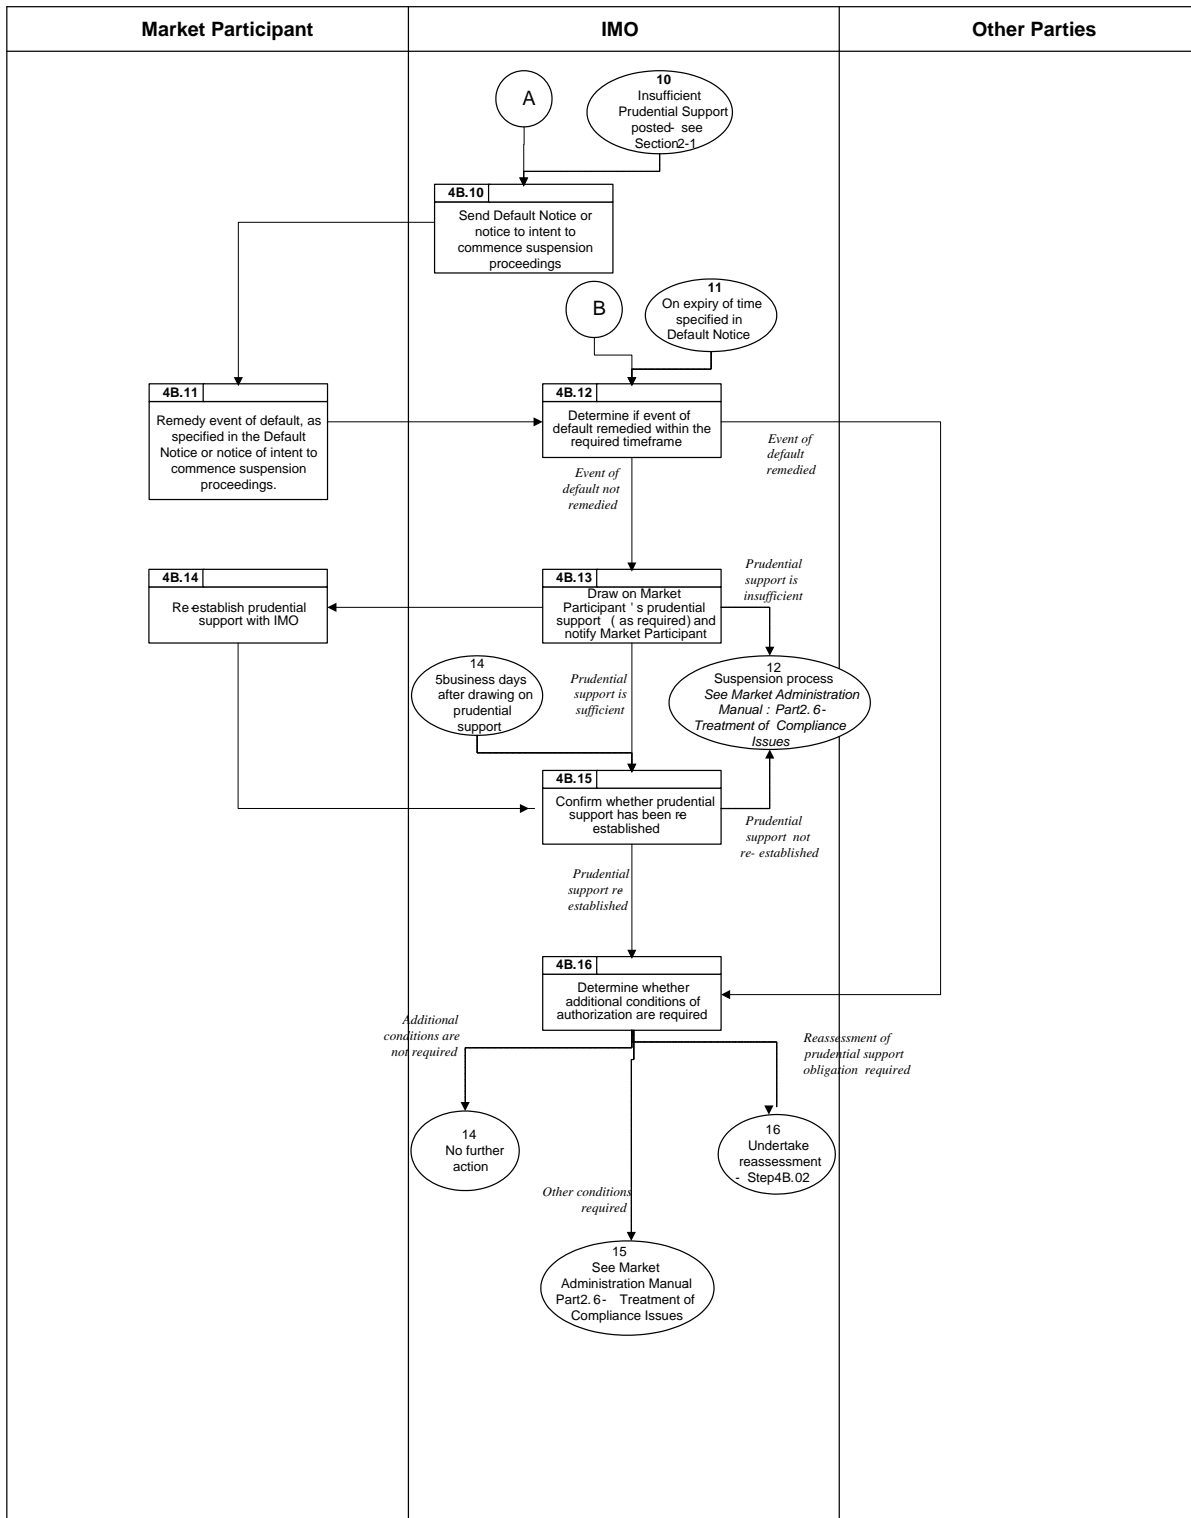 Market Participant
IMO
Other Parties
A
10
Insufficient
Prudential Support
posted- see
Section2-1
4B.10
Send Default Notice or
notice to intent to
commence suspension
proceedings
B
11
On expiry of time
specified in
Default Notice
4B.11
Remedy event of default, as
specified in the Default
Notice or notice of intent to
commence suspension
proceedings.
4B.12
Determine if event of
default remedied within the
required timeframe
Event of
default
remedied
Event of
default not
remedied
4B.14
Re-establish prudential
support with IMO
4B.13
Draw on Market
Participant ' s prudential
support ( as required) and
notify Market Participant
Prudential
support is
insufficient
14
5business days
after drawing on
prudential
support
Prudential
support is
sufficient
12
Suspension process
See Market Administration
Manual : Part2. 6-
Treatment of Compliance
Issues
4B.15
Confirm whether prudential
support has been re
established
Prudential
support not
re- established
Prudential
support re
established
4B.16
Determine whether
additional conditions of
authorization are required
Additional
conditions are
not required
Reassessment of
prudential support
obligation required
14
No further
action
16
Undertake
reassessment
- Step4B.02
Other conditions
required
15
See Market
Administration Manual
Part2. 6- Treatment of
Compliance Issues